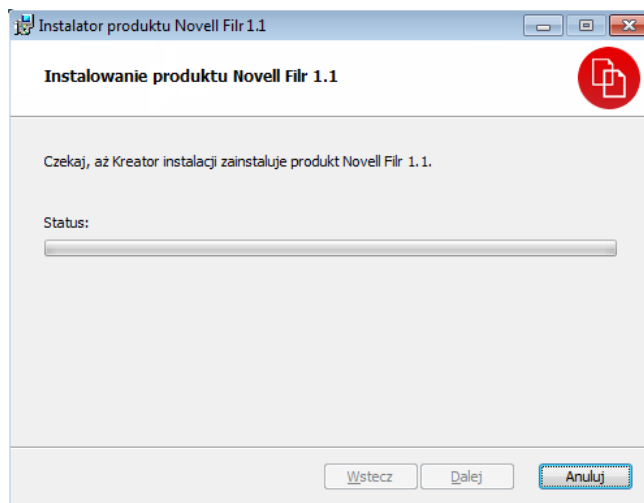 Instalator produktu Novell Filr 1.1
Instalowanie produktu Novell Filr 1.1
Czekaj, aż Kreator instalacji zainstaluje produkt Novell Filr 1.1.
Status:
Wstecz
Dalej
Anuluj